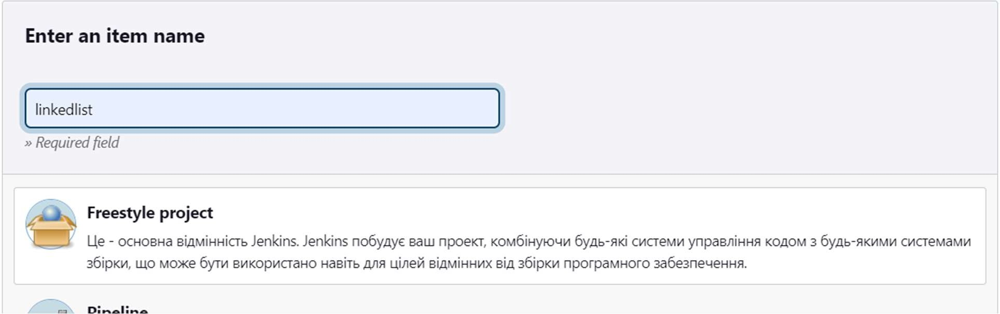 Enter an item name
linkedlist
» Required field
Freestyle project
Це - основна відмінність Jenkins. Jenkins побудує ваш проект, комбінуючи будь-які системи управління кодом з будь-якими системами
збірки, що може бути використано навіть для цілей відмінних від збірки програмного забезпечення.
Pipeline